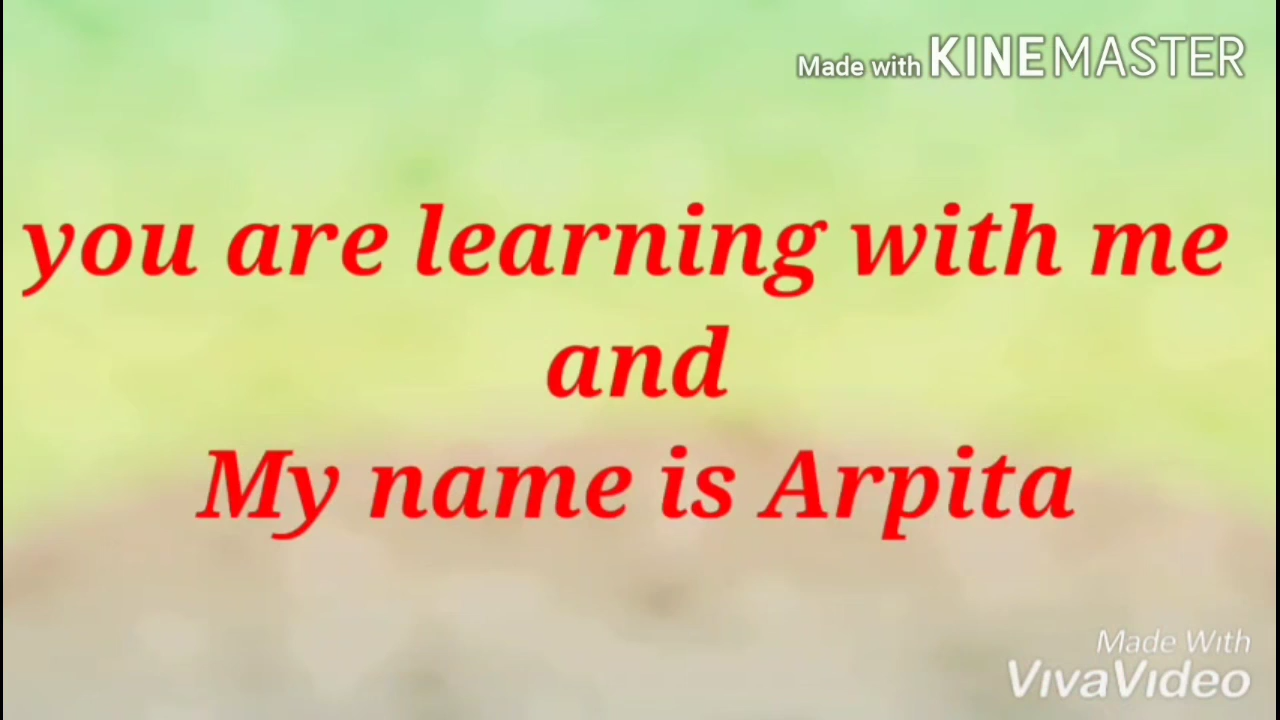 Made with KINEMASTER
you are learning with me
and
My name is Arpita
Made With
VivaVideo